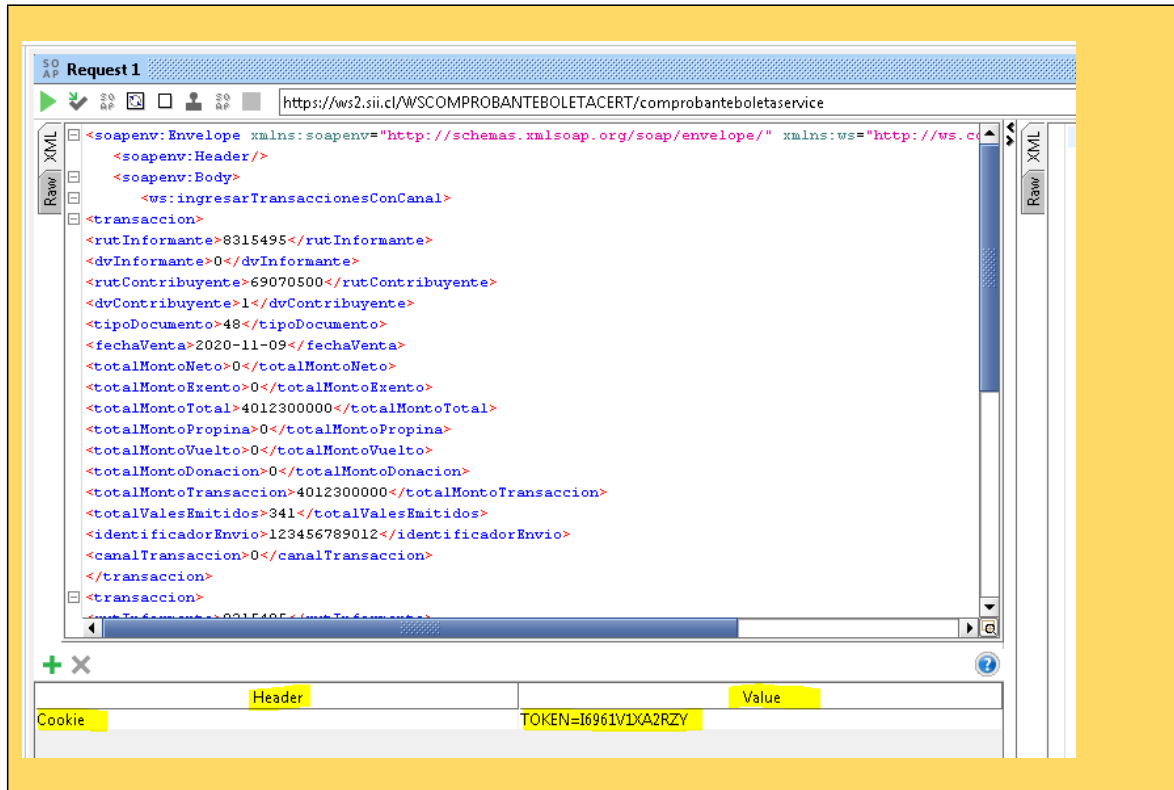 SO AP Request 1
https://ws2.sii.cl/WSCOMPROBANTEBOLETACERT/comprobanteboletaservice
XML
Raw
<soapenv:Envelope xmlns:soapenv="http://schemas.xmlsoap.org/soap/envelope/" xmlns:ws="http://ws.c
<soapenv:Header/>
<soapenv:Body>
<ws:ingresarTransaccionesConCanal>
<transaccion>
<rutInformante>8315495</rutInformante>
<dvInformante>0</dvInformante>
<rutContribuyente>69070500</rutContribuyente>
<dvContribuyente>1</dvContribuyente>
<tipoDocumento>48</tipoDocumento>
<fechaVenta>2020-11-09</fechaVenta>
<totalMontoNeto>0</totalMontoNeto>
<totalMontoExento>0</totalMontoExento>
<totalMontoTotal>4012300000</totalMontoTotal>
<totalMontoPropina>0</totalMontoPropina>
<totalMontoVuelto>0</totalMontoVuelto>
<totalMontoDonacion>0</totalMontoDonacion>
<totalMontoTransaccion>4012300000</totalMontoTransaccion>
<totalValesEmitidos>341</totalValesEmitidos>
<identificadorEnvio>123456789012</identificadorEnvio>
<canalTransaccion>0</canalTransaccion>
</transaccion>
<transaccion>
XML
Raw
Header Value
Cookie TOKEN=I6961V1XA2RZY